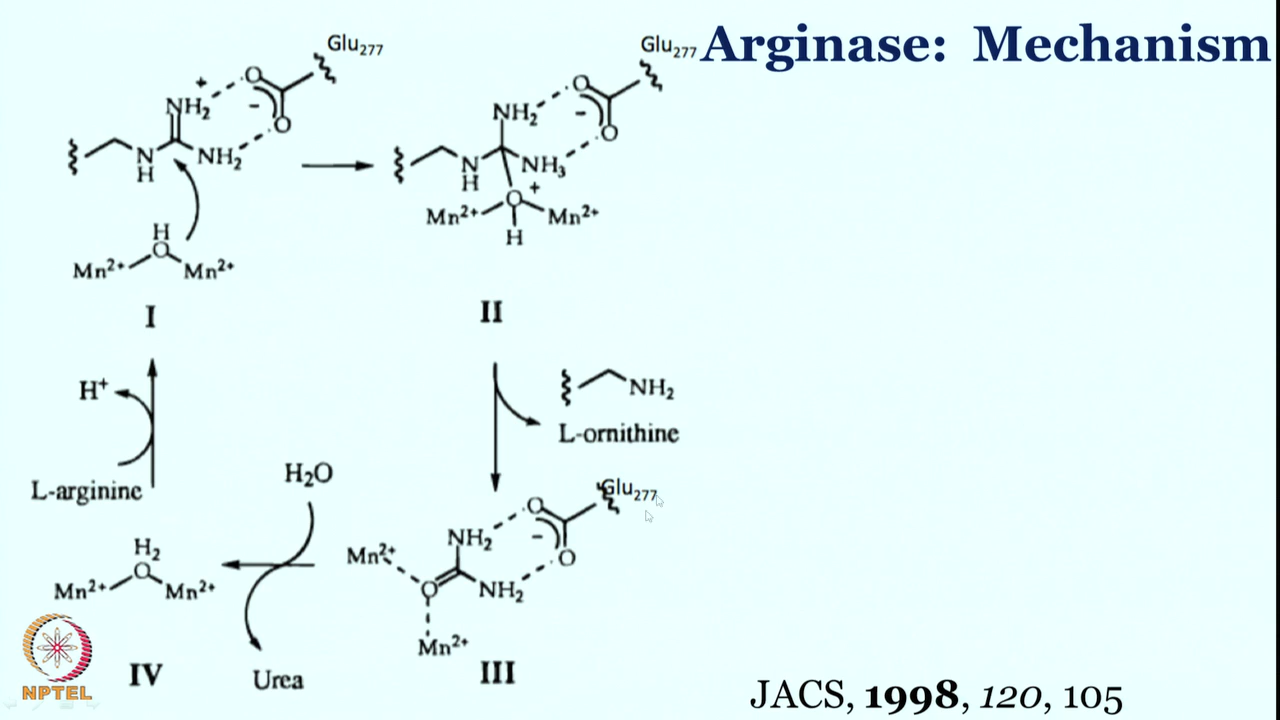 Arginase: Mechanism
Glu277
NH2
+
O
-
O
N
H
NH2
H
O
Mn2+ Mn2+
I
Glu277
NH2
O
-
O
N
H
NH3
+
O
Mn2+ Mn2+
H
II
NH2
L-ornithine
Glu277
O
NH2
-
O
NH2
Mn2+
O
Mn2+
III
H2O
Urea
H2
O
Mn2+ Mn2+
IV
L-arginine
H+
NPTEL
JACS, 1998, 120, 105